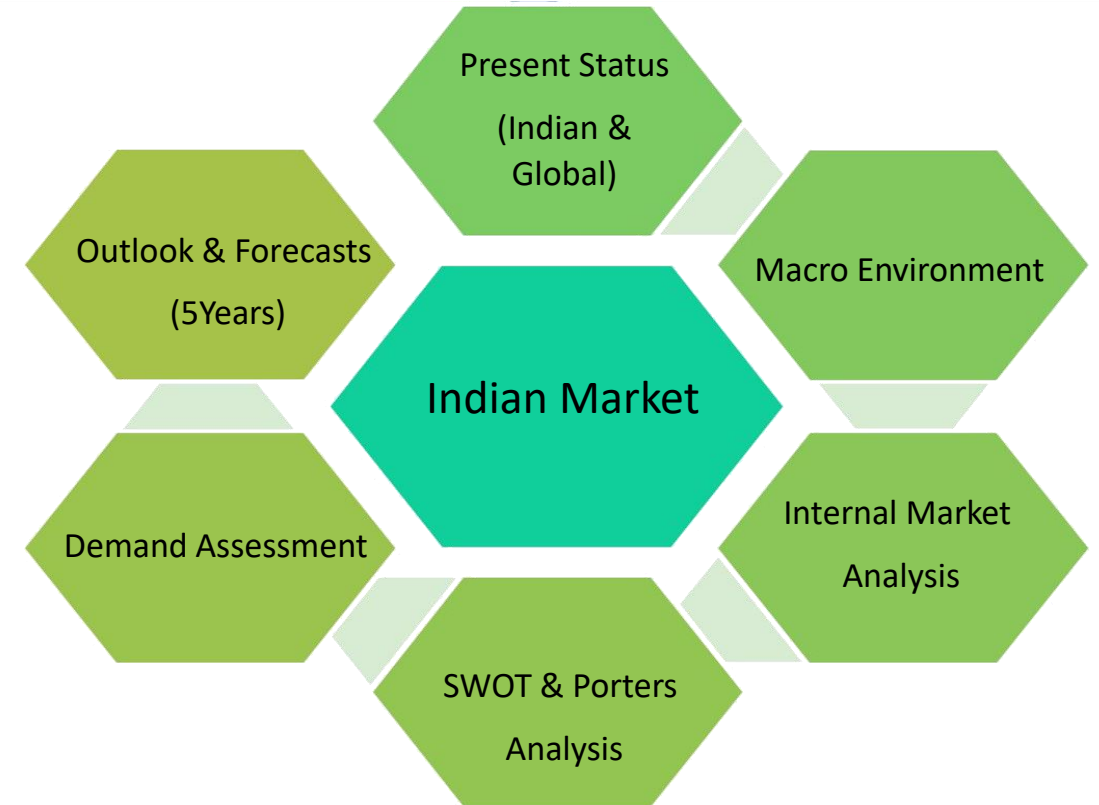 Present Status
(Indian &
Global)
Macro Environment
Internal Market
Analysis
SWOT & Porters
Analysis
Demand Assessment
Outlook & Forecasts
(5Years)
Indian Market